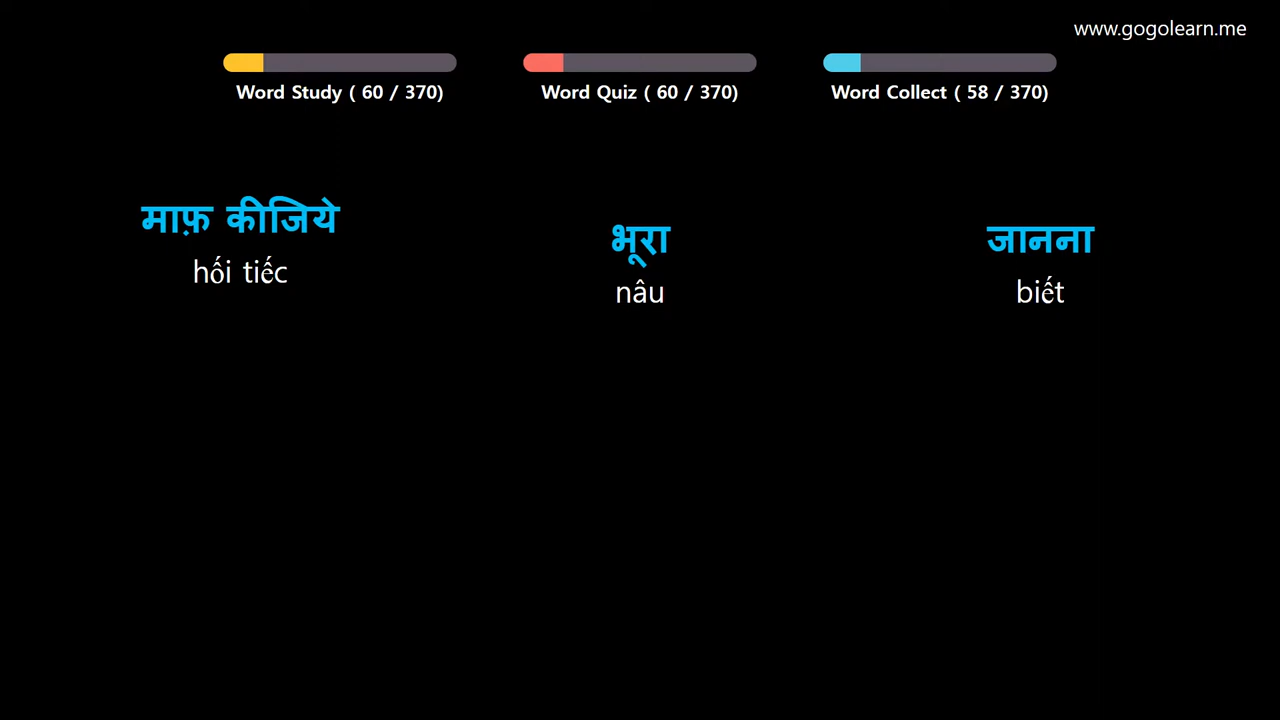 www.gogolearn.me
Word Study ( 60 / 370)
Word Quiz ( 60 / 370)
Word Collect ( 58 / 370)
माफ़ कीजिये
hối tiếc
भूरा
nâu
जानना
biết